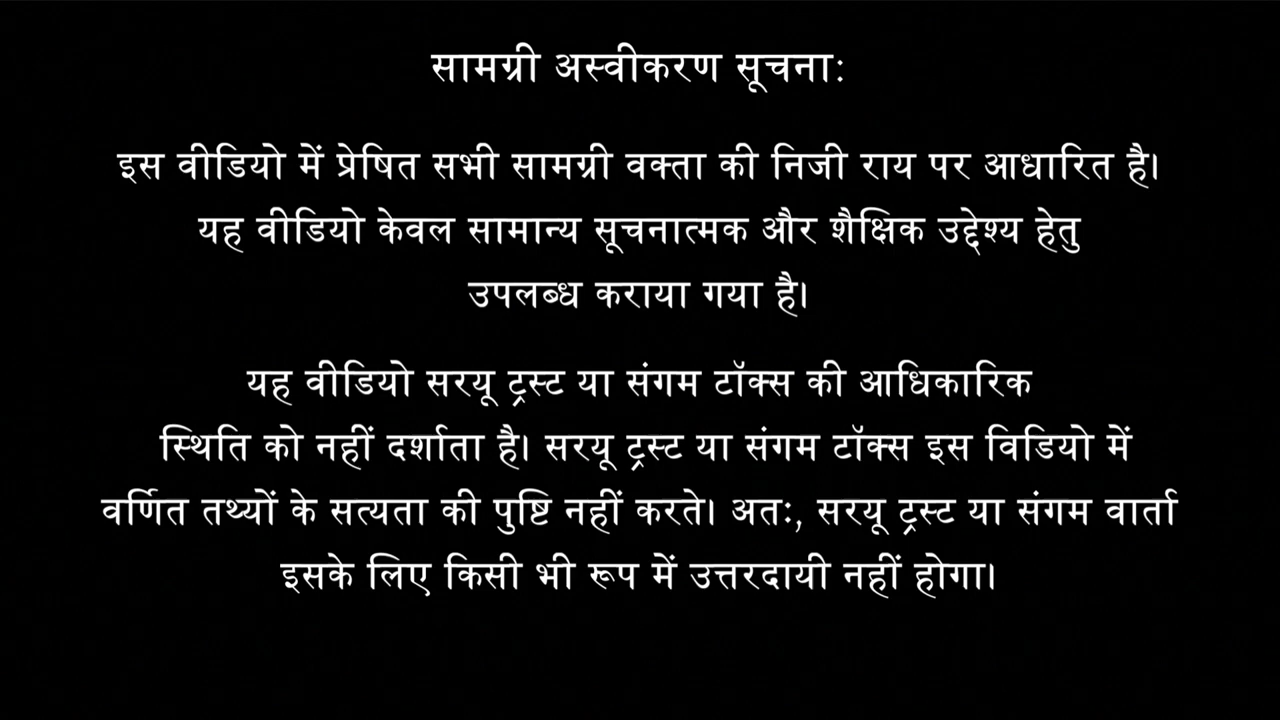 सामग्री अस्वीकरण सूचना:
इस वीडियो में प्रेषित सभी सामग्री वक्ता की निजी राय पर आधारित है।
यह वीडियो केवल सामान्य सूचनात्मक और शैक्षिक उद्देश्य हेतु
उपलब्ध कराया गया है।
यह वीडियो सरयू ट्रस्ट या संगम टॉक्स की आधिकारिक
स्थिति को नहीं दर्शाता है। सरयू ट्रस्ट या संगम टॉक्स इस विडियो में
वर्णित तथ्यों के सत्यता की पुष्टि नहीं करते। अतः, सरयू ट्रस्ट या संगम वार्ता
इसके लिए किसी भी रूप में उत्तरदायी नहीं होगा।